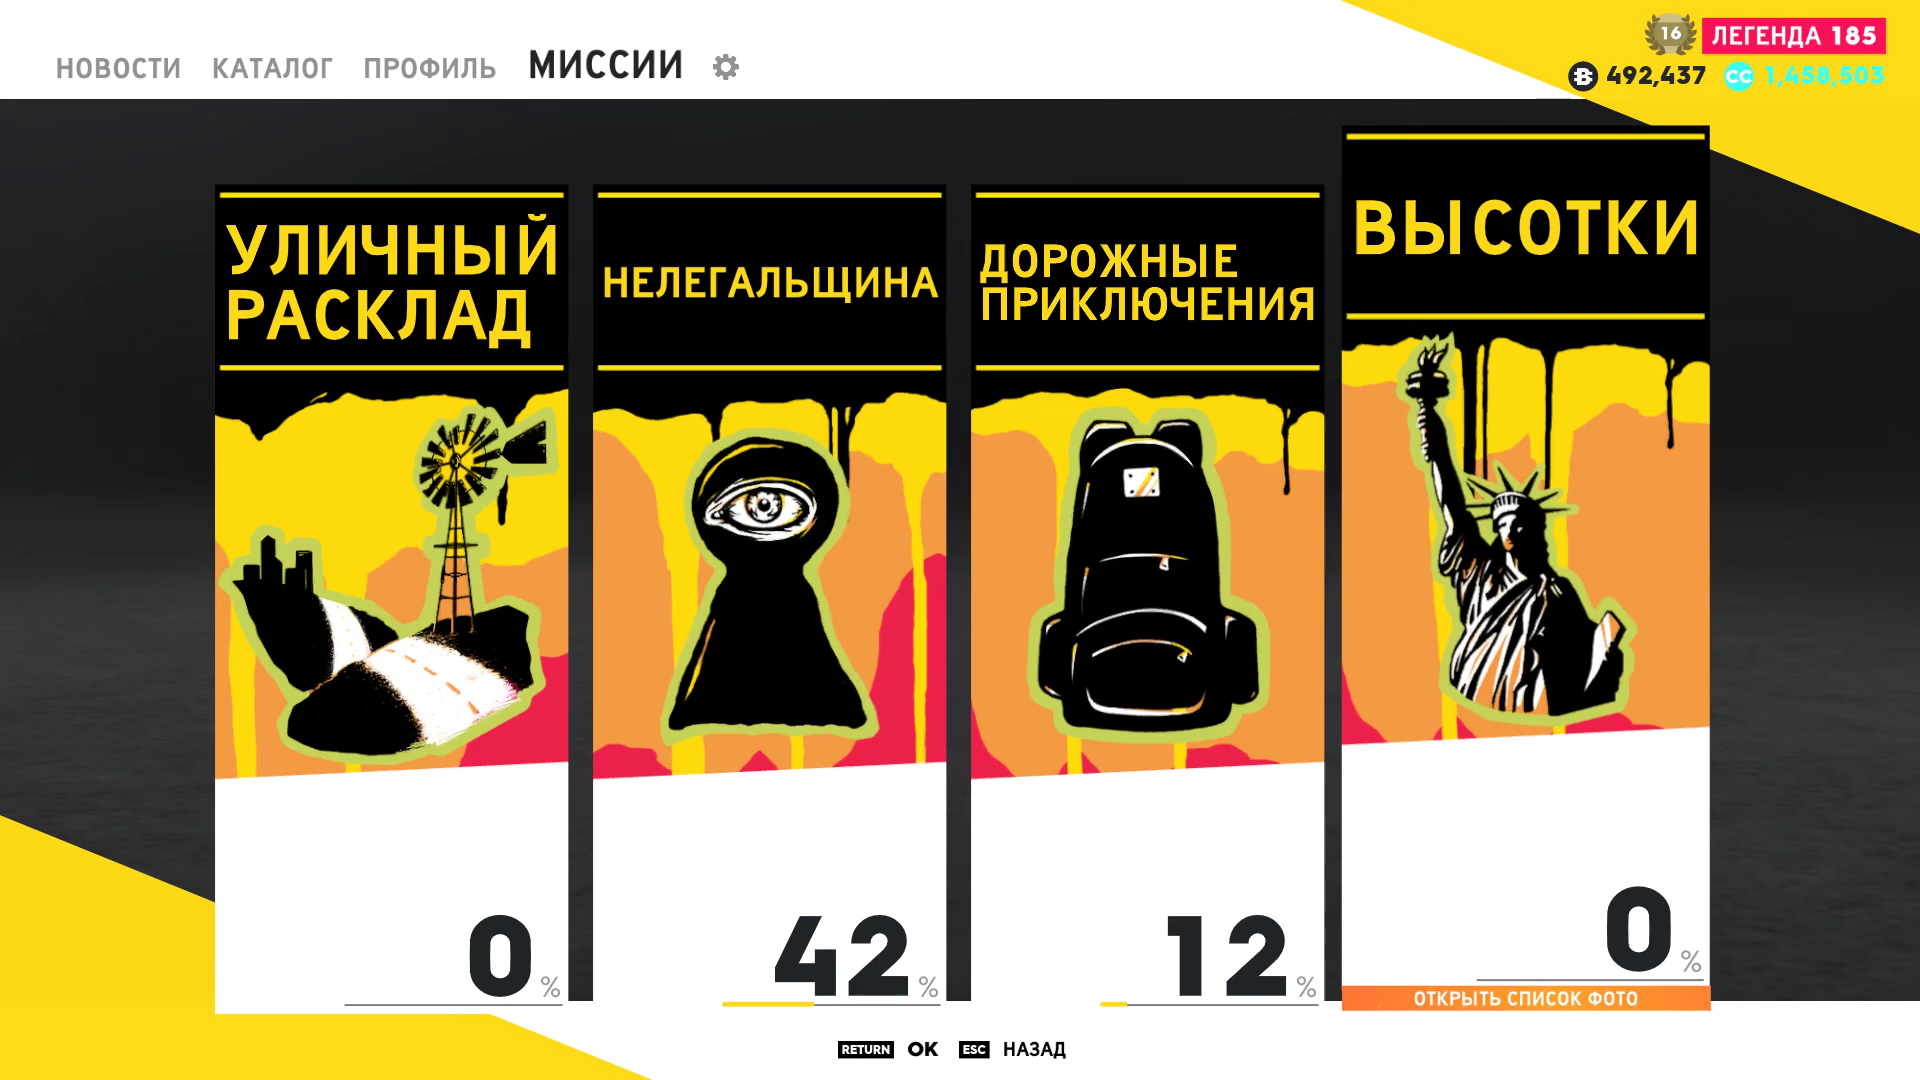 НОВОСТИ КАТАЛОГ ПРОФИЛЬ МИССИИ
16 ЛЕГЕНДА 185
492,437 CC 1,458,503
УЛИЧНЫЙ
РАСКЛАД
0 %
НЕЛЕГАЛЬЩИНА
42 %
ДОРОЖНЫЕ
ПРИКЛЮЧЕНИЯ
12 %
ВЫСОТКИ
0 %
ОТКРЫТЬ СПИСОК ФОТО
RETURN OK ESC НАЗАД